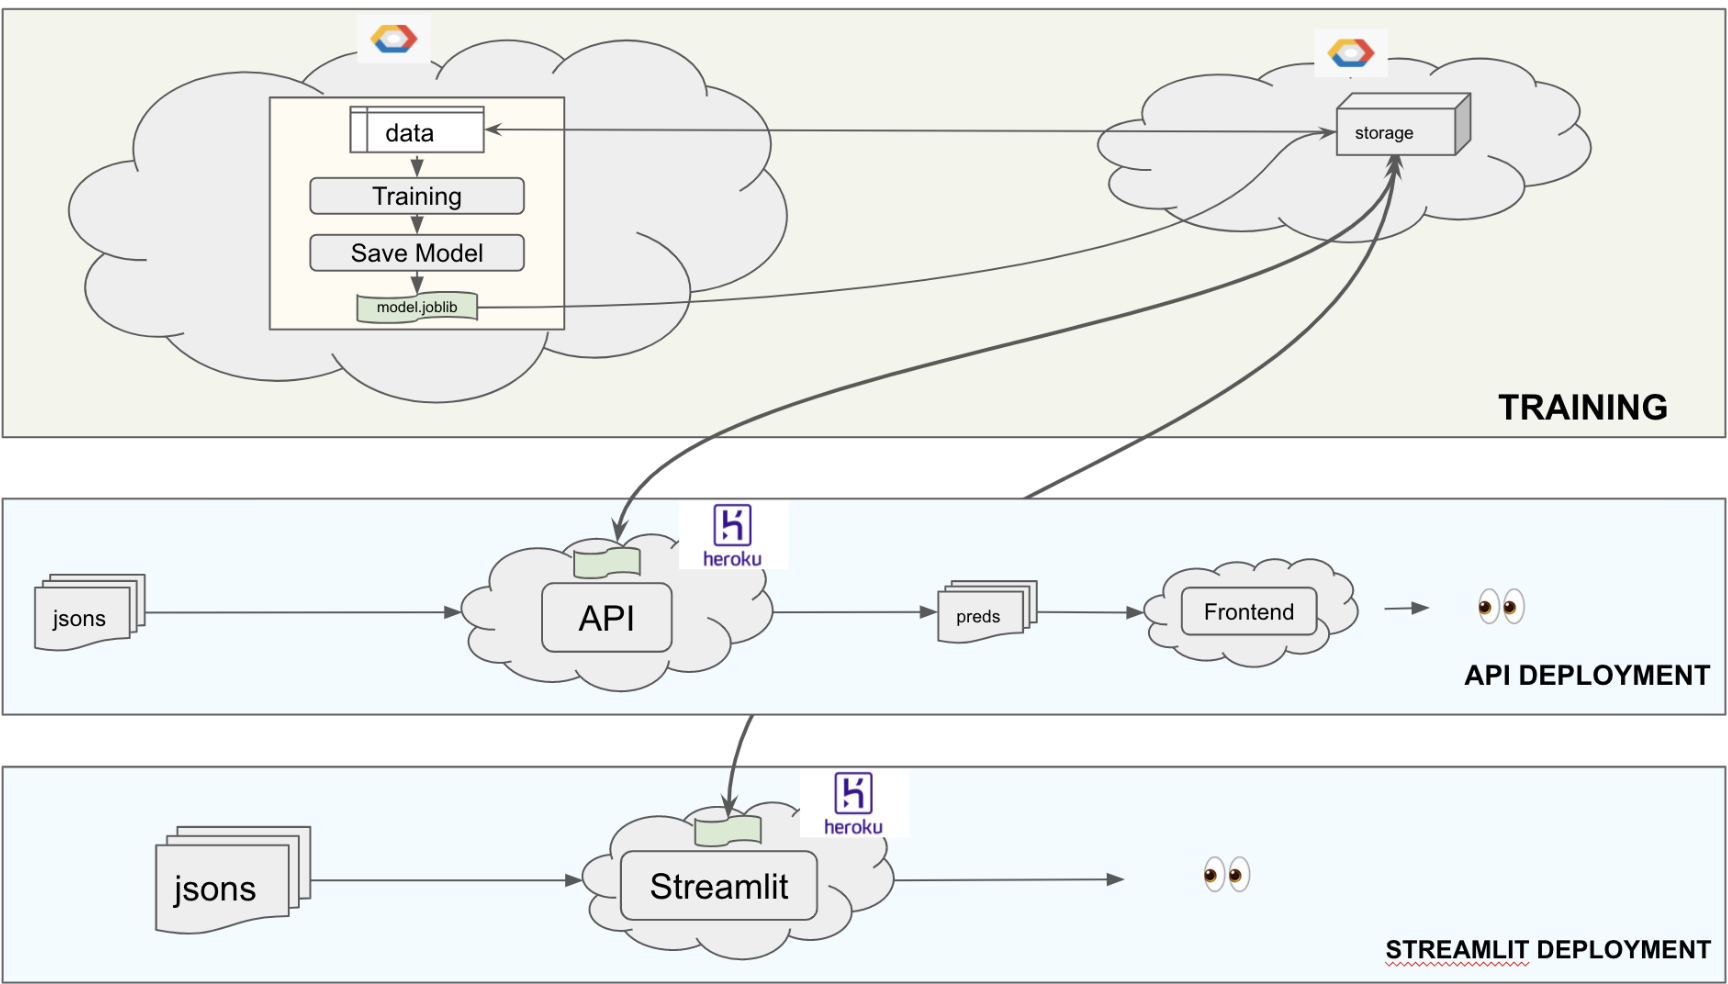 data
storage
Training
Save Model
model.joblib
TRAINING
heroku
jsons
API
preds
Frontend
API DEPLOYMENT
heroku
jsons
Streamlit
STREAMLIT DEPLOYMENT